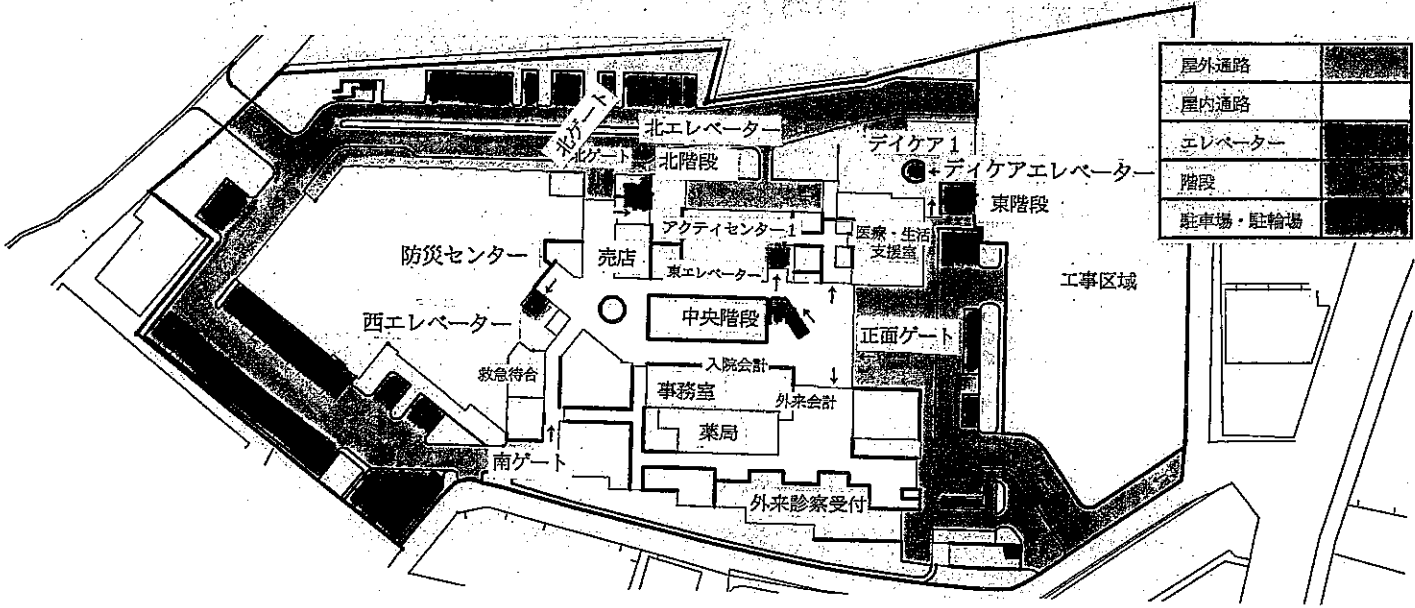 屋外通路
屋内通路
エレベーター
階段
駐車場・駐輪場
北ゲート
北エレベーター
北ゲート
北階段
デイケア1
デイケアエレベーター
東階段
アクティセンター1
医療・生活
支援室
防災センター
売店
東エレベーター
工事区域
西エレベーター
中央階段
正面ゲート
救急待合
入院会計
事務室
外来会計
薬局
南ゲート
外来診察受付